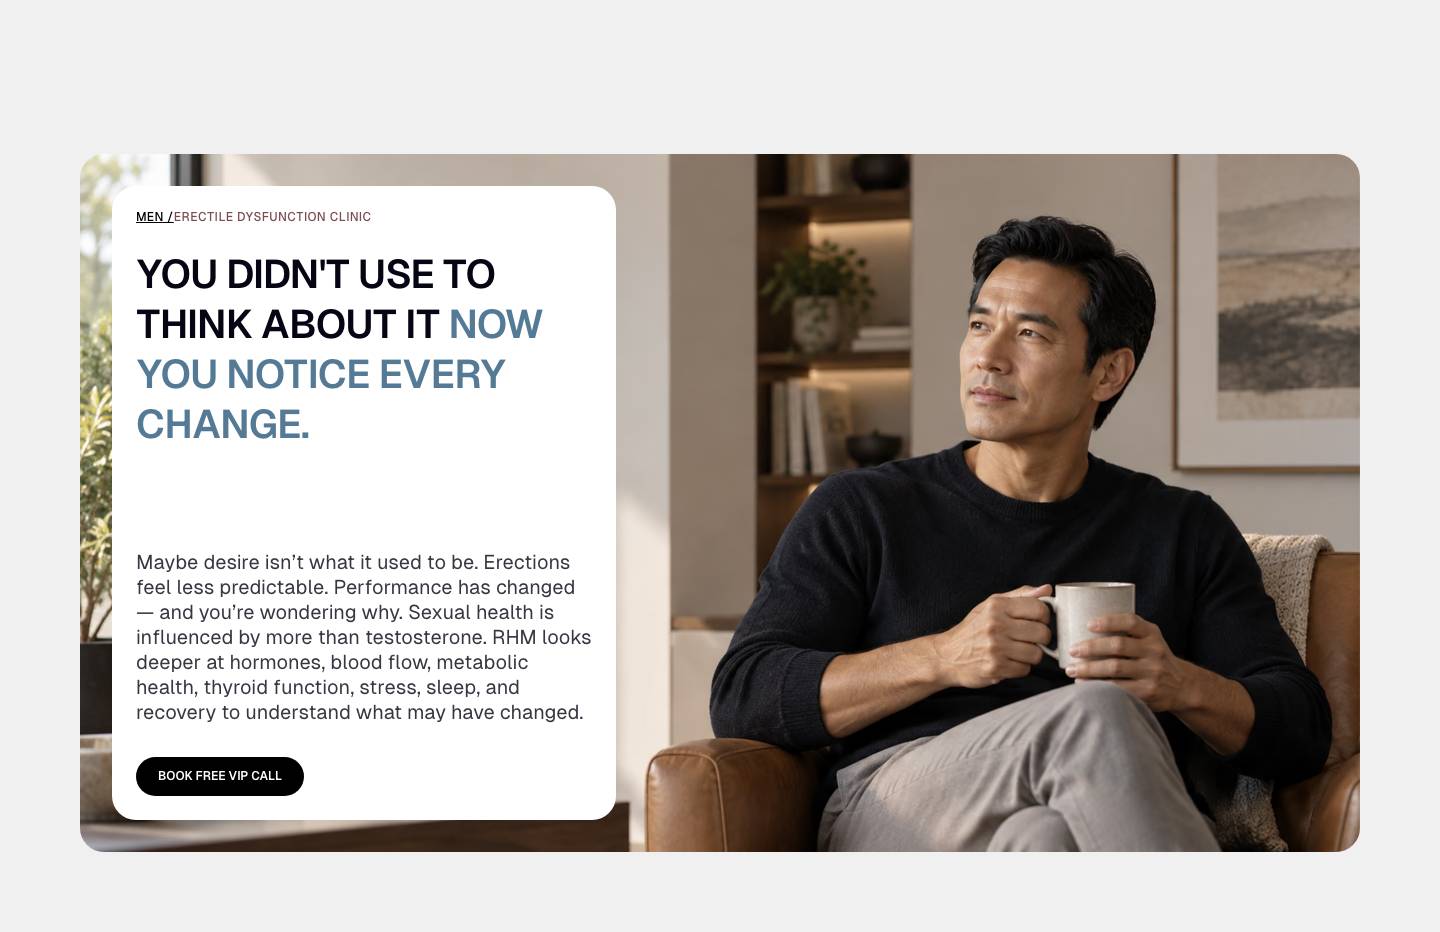 MEN /ERECTILE DYSFUNCTION CLINIC
YOU DIDN'T USE TO
THINK ABOUT IT NOW
YOU NOTICE EVERY
CHANGE.
Maybe desire isn’t what it used to be. Erections
feel less predictable. Performance has changed
— and you’re wondering why. Sexual health is
influenced by more than testosterone. RHM looks
deeper at hormones, blood flow, metabolic
health, thyroid function, stress, sleep, and
recovery to understand what may have changed.
BOOK FREE VIP CALL